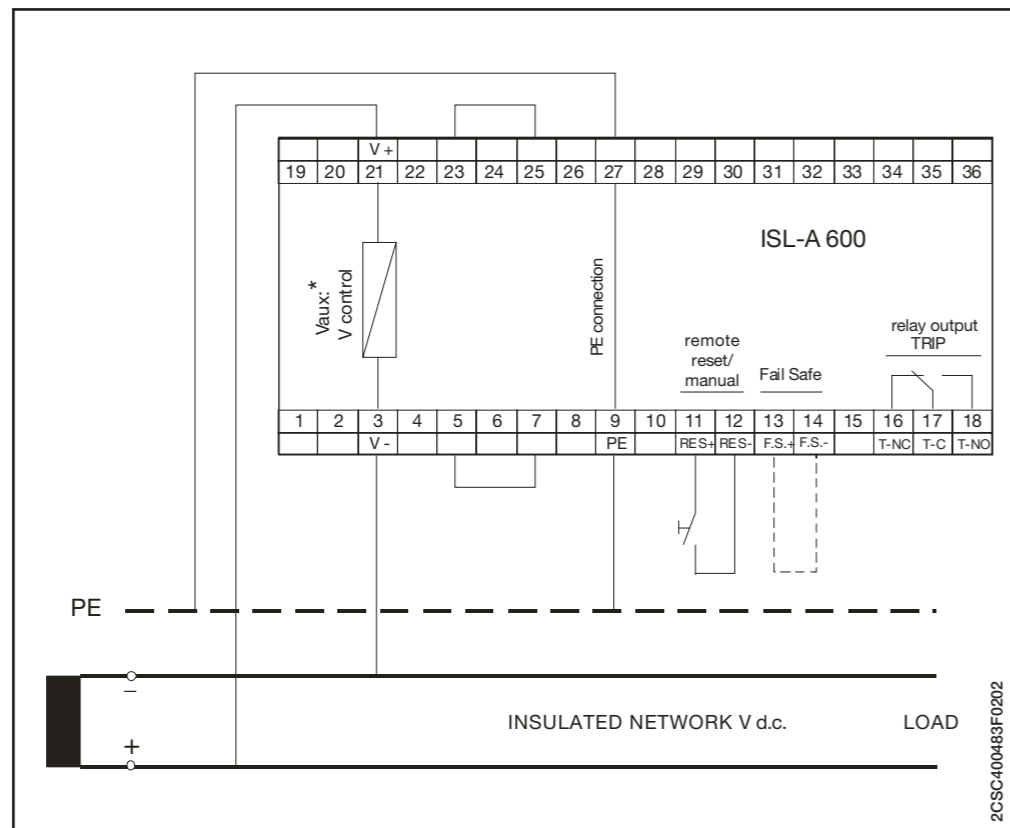 V +
19 20 21 22 23 24 25 26 27 28 29 30 31 32 33 34 35 36
ISL-A 600
Vaux:*
V control
PE connection
remote
reset/
manual
Fail Safe
relay output
TRIP
1 2 3 4 5 6 7 8 9 10 11 12 13 14 15 16 17 18
V - PE RES+ RES- F.S.+ F.S.- T-NC T-C T-NO
PE
−
+
INSULATED NETWORK V d.c.
LOAD
2CSC400483F0202